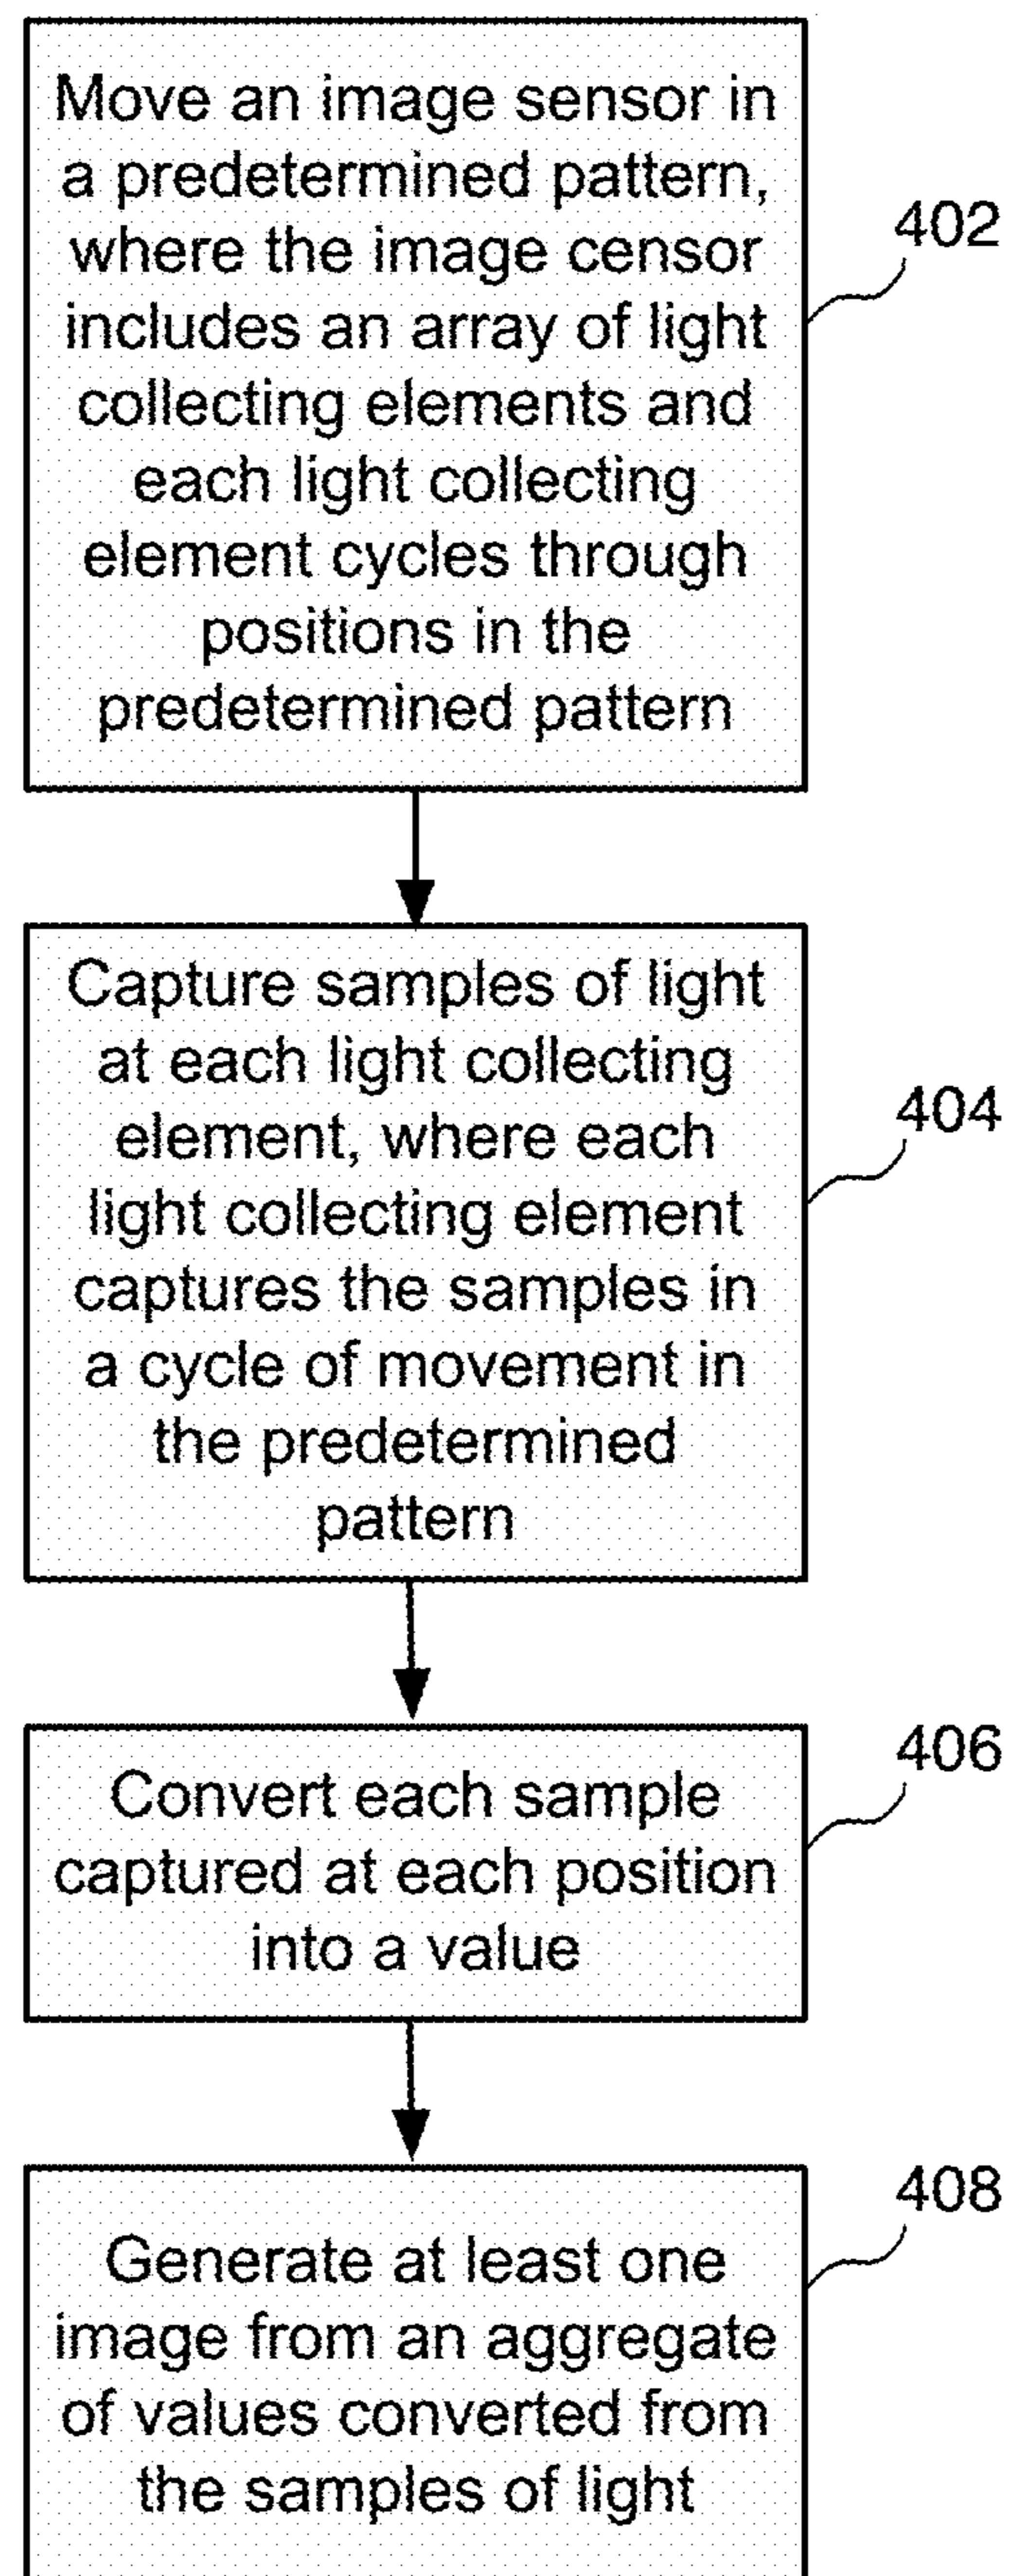 Move an image sensor in
a predetermined pattern,
where the image censor
includes an array of light
collecting elements and
each light collecting
element cycles through
positions in the
predetermined pattern
402
Capture samples of light
at each light collecting
element, where each
light collecting element
captures the samples in
a cycle of movement in
the predetermined
pattern
404
Convert each sample
captured at each position
into a value
406
Generate at least one
image from an aggregate
of values converted from
the samples of light
408